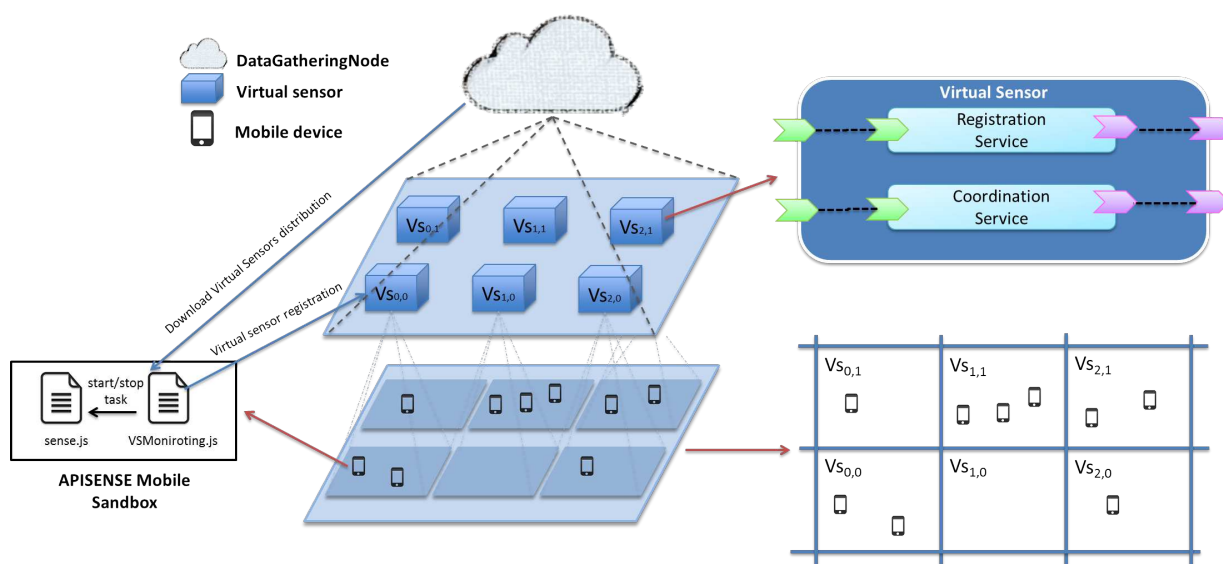 DataGatheringNode
Virtual sensor
Mobile device
Virtual Sensor
Registration
Service
Coordination
Service
Download Virtual Sensors distribution
Virtual sensor registration
Vs0,1
Vs1,1
Vs2,1
Vs0,0
Vs1,0
Vs2,0
start/stop
task
sense.js
VSMoniroting.js
APISENSE Mobile
Sandbox
Vs0,1
Vs1,1
Vs2,1
Vs0,0
Vs1,0
Vs2,0